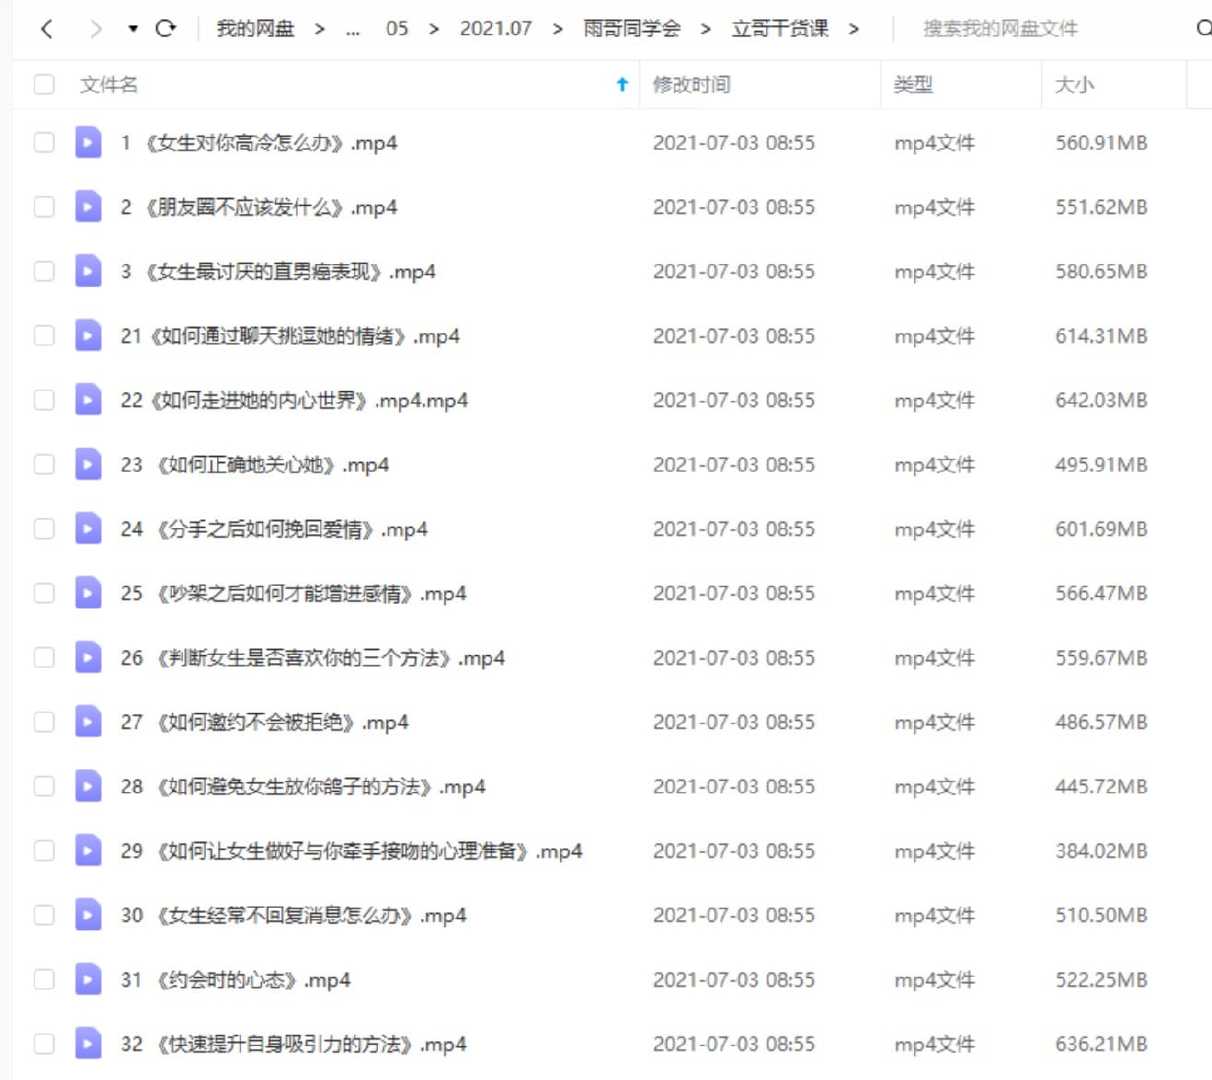 我的网盘 > ... 05 > 2021.07 > 雨哥同学会 > 立哥干货课 > 搜索我的网盘文件
文件名 修改时间 类型 大小
1 《女生对你高冷怎么办》.mp4 2021-07-03 08:55 mp4文件 560.91MB
2 《朋友圈不应该发什么》.mp4 2021-07-03 08:55 mp4文件 551.62MB
3 《女生最讨厌的直男癌表现》.mp4 2021-07-03 08:55 mp4文件 580.65MB
21《如何通过聊天挑逗她的情绪》.mp4 2021-07-03 08:55 mp4文件 614.31MB
22《如何走进她的内心世界》.mp4.mp4 2021-07-03 08:55 mp4文件 642.03MB
23 《如何正确地关心她》.mp4 2021-07-03 08:55 mp4文件 495.91MB
24 《分手之后如何挽回爱情》.mp4 2021-07-03 08:55 mp4文件 601.69MB
25 《吵架之后如何才能增进感情》.mp4 2021-07-03 08:55 mp4文件 566.47MB
26 《判断女生是否喜欢你的三个方法》.mp4 2021-07-03 08:55 mp4文件 559.67MB
27 《如何邀约不会被拒绝》.mp4 2021-07-03 08:55 mp4文件 486.57MB
28 《如何避免女生放你鸽子的方法》.mp4 2021-07-03 08:55 mp4文件 445.72MB
29 《如何让女生做好与你牵手接吻的心理准备》.mp4 2021-07-03 08:55 mp4文件 384.02MB
30 《女生经常不回复消息怎么办》.mp4 2021-07-03 08:55 mp4文件 510.50MB
31 《约会时的心态》.mp4 2021-07-03 08:55 mp4文件 522.25MB
32 《快速提升自身吸引力的方法》.mp4 2021-07-03 08:55 mp4文件 636.21MB